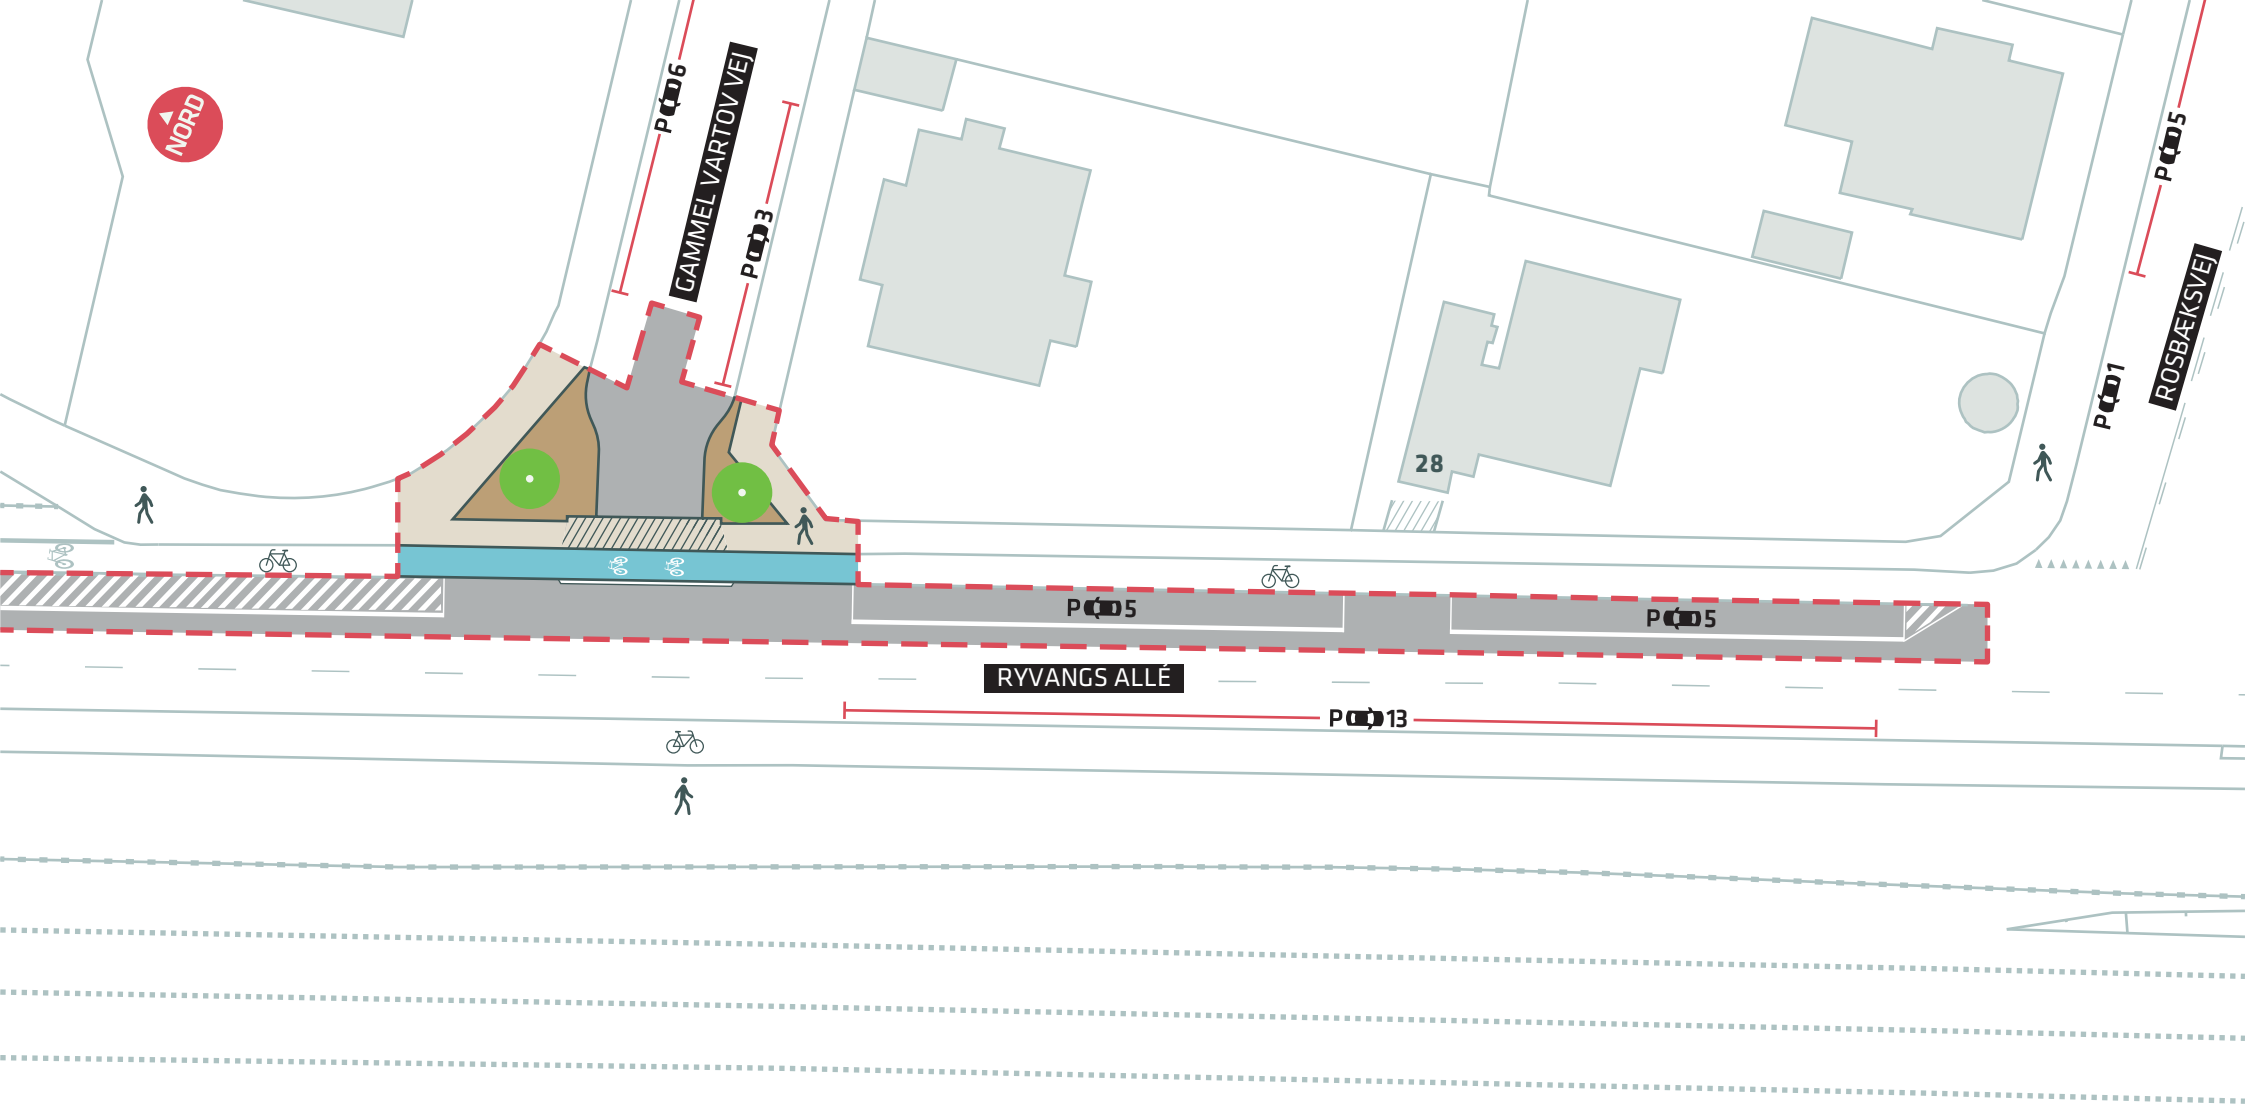 NORD
P 6
GAMMEL VARTOV VEJ
P 3
P 5
ROSBÆKSVEJ
P 1
28
P 5
P 5
RYVANGS ALLÉ
P 13